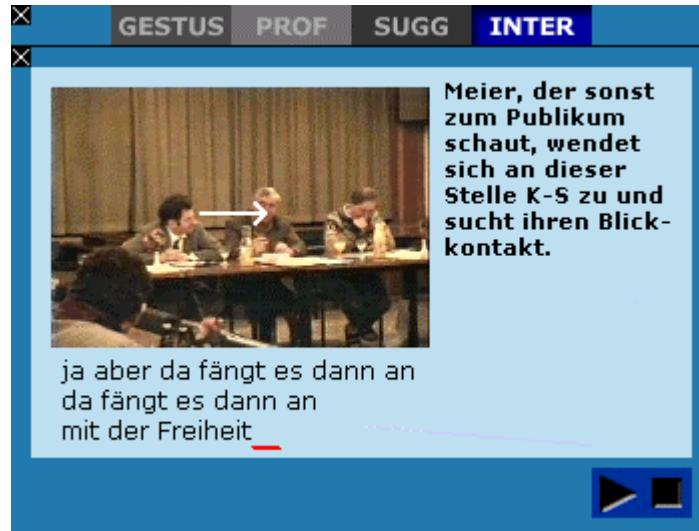 GESTUS PROF SUGG INTER
Meier, der sonst
zum Publikum
schaut, wendet
sich an dieser
Stelle K-S zu und
sucht ihren Blick-
kontakt.
ja aber da fängt es dann an
da fängt es dann an
mit der Freiheit